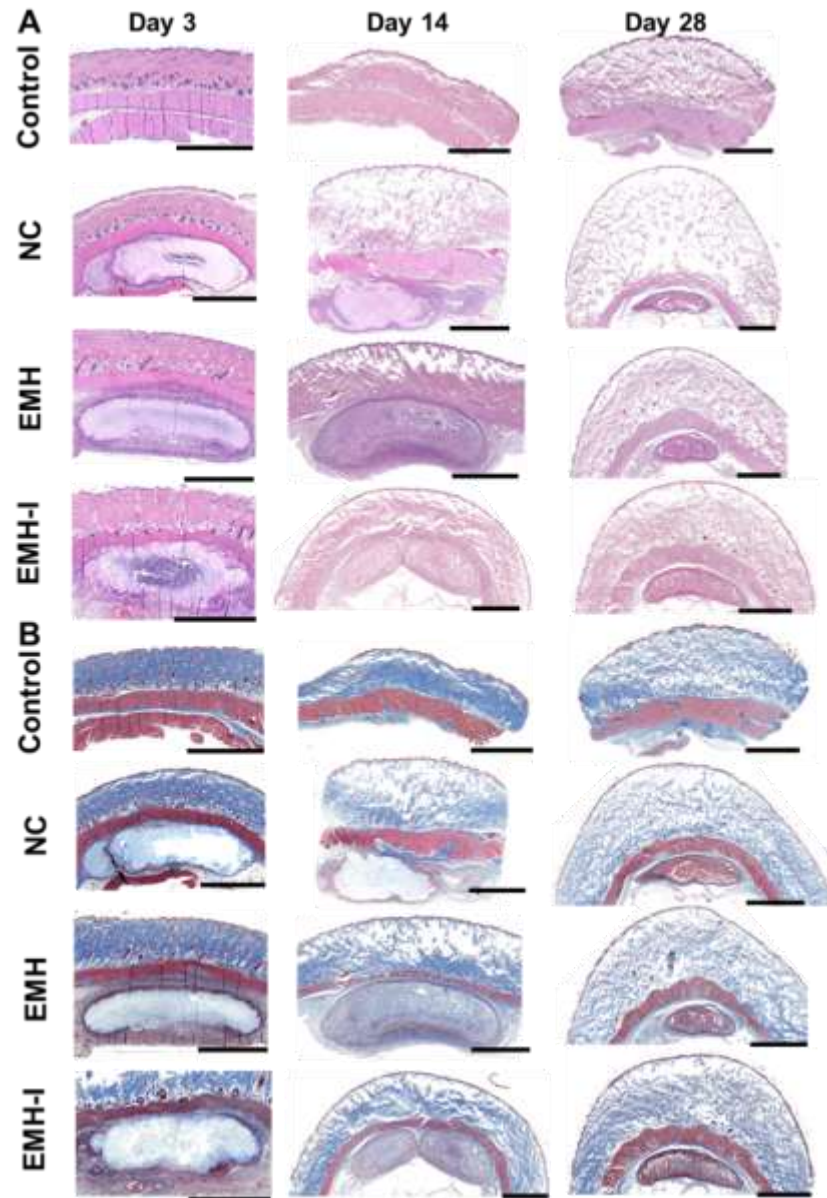 A
Day 3 Day 14 Day 28
Control
NC
EMH
EMH-I
B
Control
NC
EMH
EMH-I